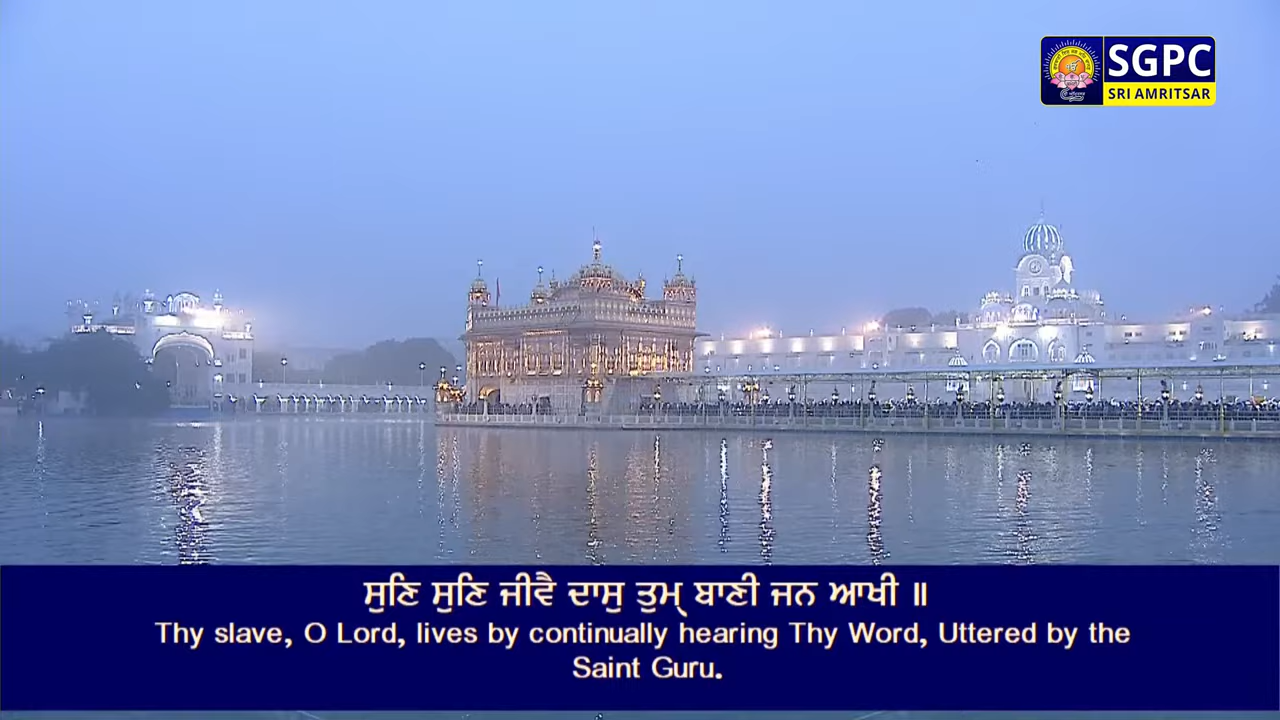 SGPC
SRI AMRITSAR
ਸੁਣਿ ਸੁਣਿ ਜੀਵੈ ਦਾਸੁ ਤੁਮ੍ ਬਾਣੀ ਜਨ ਆਖੀ ॥
Thy slave, O Lord, lives by continually hearing Thy Word, Uttered by the
Saint Guru.